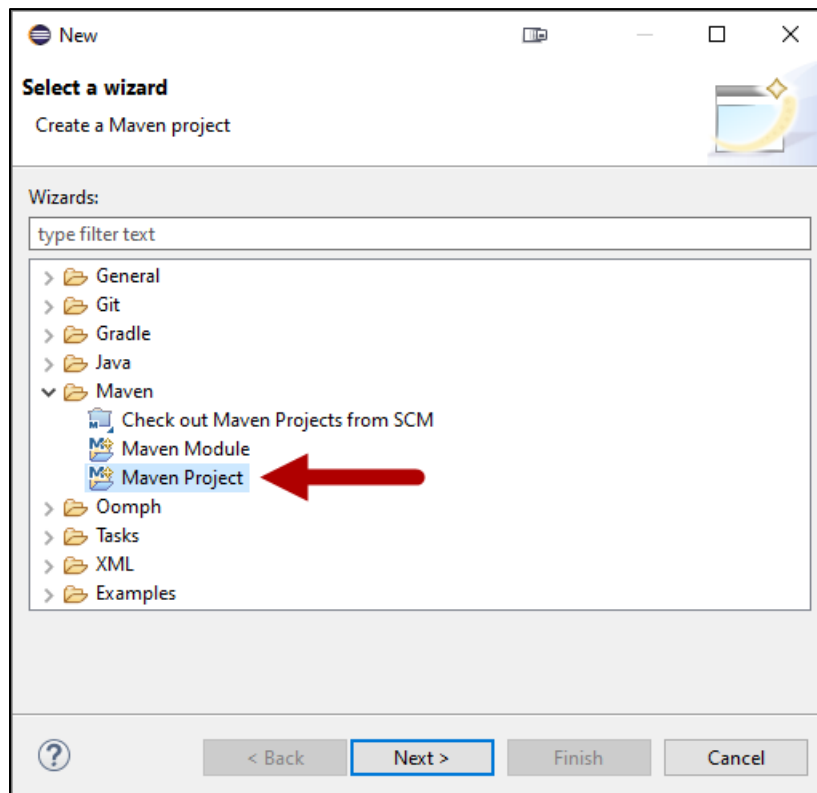 New
Select a wizard
Create a Maven project
Wizards:
type filter text
General
Git
Gradle
Java
Maven
Check out Maven Projects from SCM
Maven Module
Maven Project
Oomph
Tasks
XML
Examples
?
< Back
Next >
Finish
Cancel